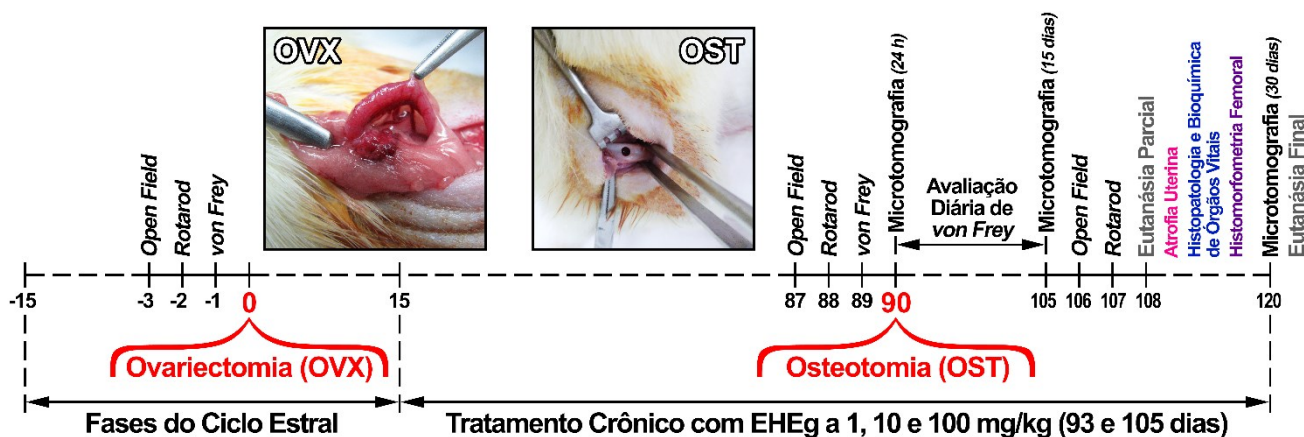 OVX
OST
Open Field
Rotarod
von Frey
Open Field
Rotarod
von Frey
Microtomografia (24 h)
Avaliação
Diária de
von Frey
Microtomografia (15 dias)
Open Field
Rotarod
Eutanásia Parcial
Atrofia Uterina
Histopatologia e Bioquímica
de Órgãos Vitais
Histomorfometria Femoral
Microtomografia (30 dias)
Eutanásia Final
-15
-3
-2
-1
0
15
87
88
89
90
105
106
107
108
120
Ovariectomia (OVX)
Osteotomia (OST)
Fases do Ciclo Estral
Tratamento Crônico com EHEg a 1, 10 e 100 mg/kg (93 e 105 dias)